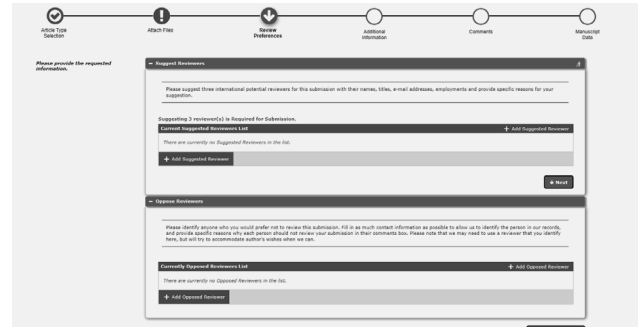 Article Type
Selection
Attach Files
Review
Preferences
Additional
Information
Comments
Manuscript
Data
Please provide the requested
information.
− Suggest Reviewers
Please suggest three international potential reviewers for this submission with their names, titles, e-mail addresses, employments and provide specific reasons for your
suggestion.
Suggesting 3 reviewer(s) is Required for Submission.
Current Suggested Reviewers List
+ Add Suggested Reviewer
There are currently no Suggested Reviewers in the list.
+ Add Suggested Reviewer
Next
− Oppose Reviewers
Please identify anyone who you would prefer not to review this submission. Fill in as much contact information as possible to allow us to identify the person in our records,
and provide specific reasons why each person should not review your submission in their comments box. Please note that we may need to use a reviewer that you identify
here, but will try to accommodate author's wishes when we can.
Currently Opposed Reviewers List
+ Add Opposed Reviewer
There are currently no Opposed Reviewers in the list.
+ Add Opposed Reviewer